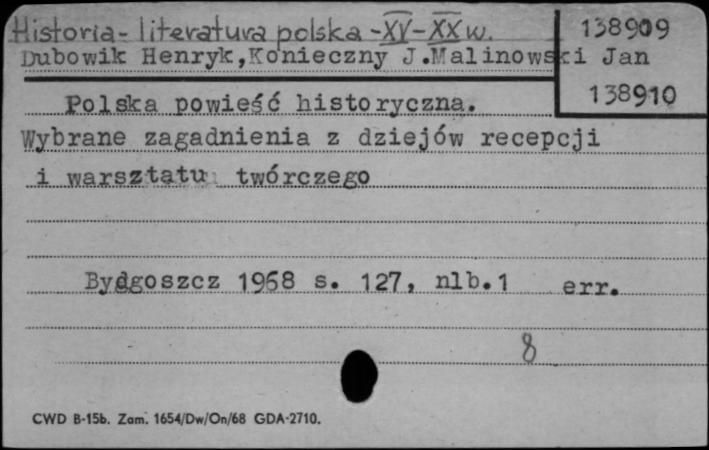 Historia - literatura polska - XV - XX w.
138909
Dubowik Henryk,Konieczny J.Malinowski Jan
138910
Polska powieść historyczna.
Wybrane zagadnienia z dziejów recepcji
i warsztatu twórczego
Bydgoszcz 1968 s. 127, nlb.1 err.
8
CWD B-15b. Zam. 1654/Dw/On/68 GDA-2710.